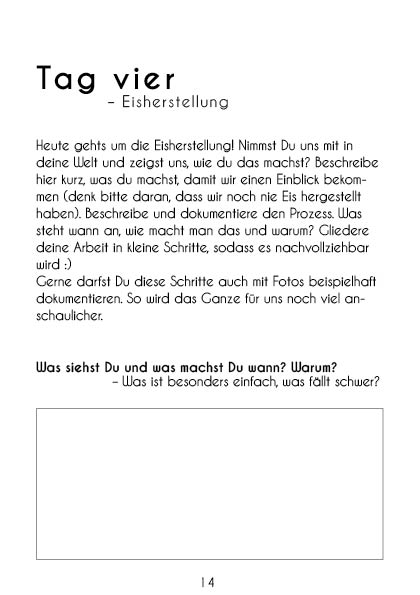 Tag vier
– Eisherstellung
Heute gehts um die Eisherstellung! Nimmst Du uns mit in
deine Welt und zeigst uns, wie du das machst? Beschreibe
hier kurz, was du machst, damit wir einen Einblick bekom-
men (denk bitte daran, dass wir noch nie Eis hergestellt
haben). Beschreibe und dokumentiere den Prozess. Was
steht wann an, wie macht man das und warum? Gliedere
deine Arbeit in kleine Schritte, sodass es nachvollziehbar
wird :)
Gerne darfst Du diese Schritte auch mit Fotos beispielhaft
dokumentieren. So wird das Ganze für uns noch viel an-
schaulicher.
Was siehst Du und was machst Du wann? Warum?
– Was ist besonders einfach, was fällt schwer?
14